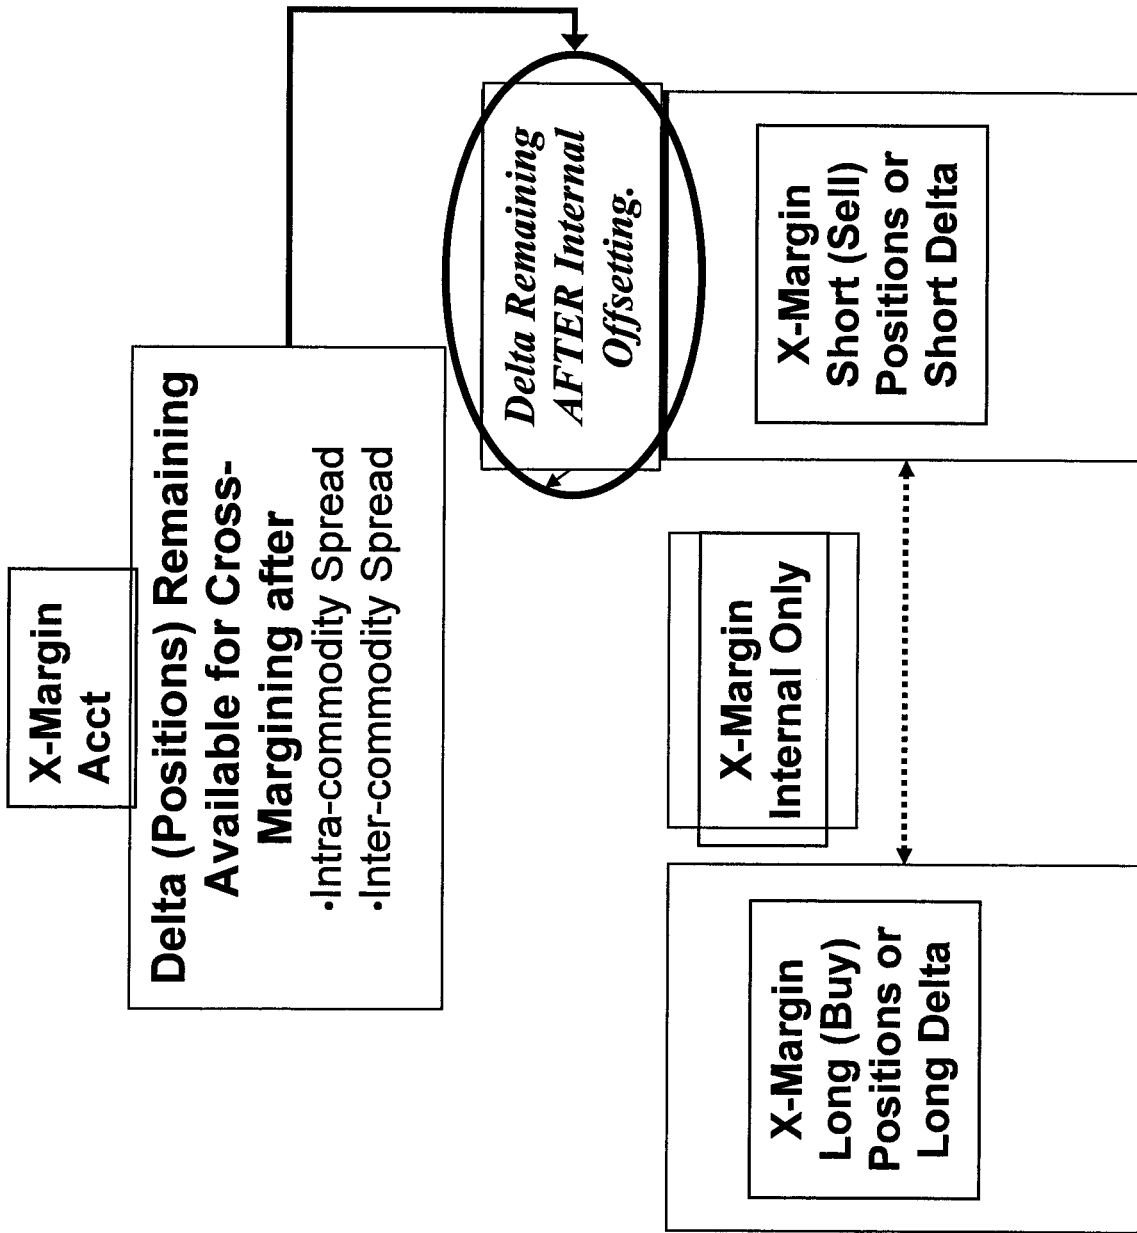 X-Margin
Acct
Delta (Positions) Remaining
Available for Cross-
Margining after
•Intra-commodity Spread
•Inter-commodity Spread
Delta Remaining
AFTER Internal
Offsetting.
X-Margin
Long (Buy)
Positions or
Long Delta
X-Margin
Internal Only
X-Margin
Short (Sell)
Positions or
Short Delta